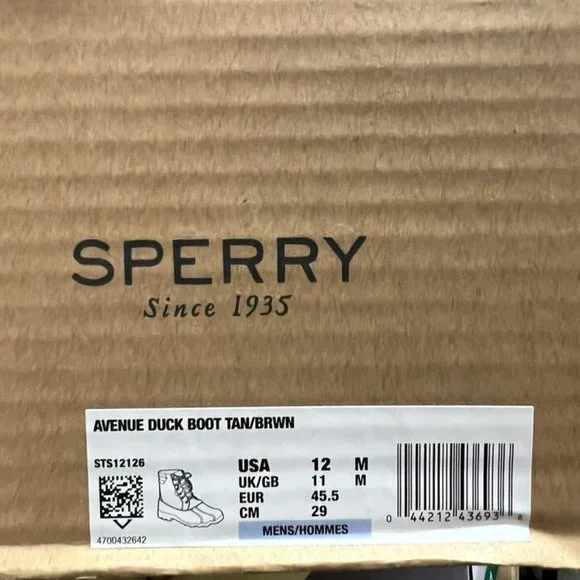 SPERRY
Since 1935
AVENUE DUCK BOOT TAN/BRWN
STS12126
USA 12 M
UK/GB 11 M
EUR 45.5
CM 29
MENS/HOMMES
4700432642
0 44212 43693 6